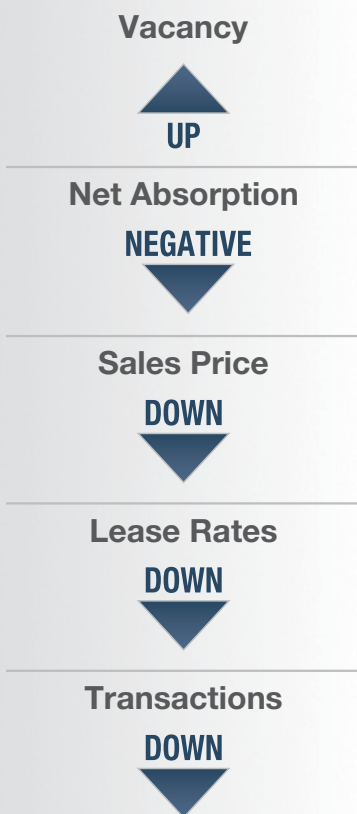 Vacancy
UP
Net Absorption
NEGATIVE
Sales Price
DOWN
Lease Rates
DOWN
Transactions
DOWN